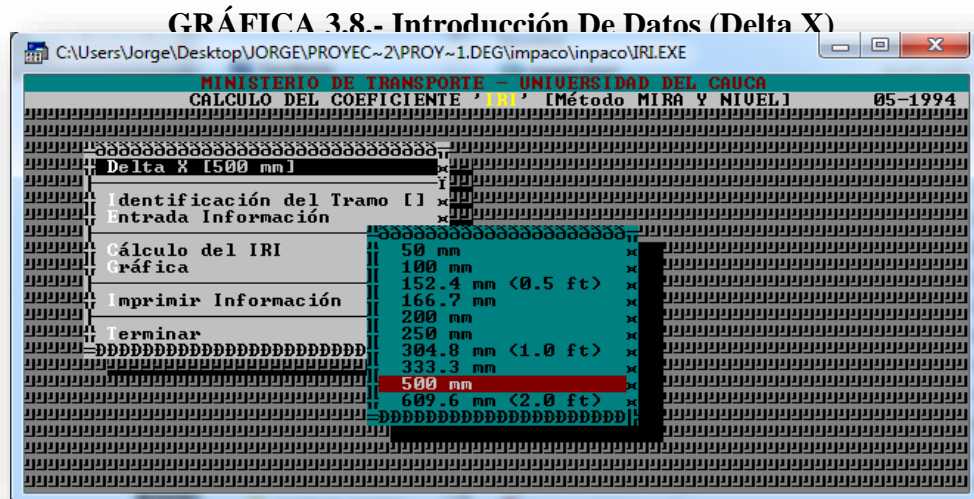 GRÁFICA 3.8.- Introducción De Datos (Delta X)
C:\Users\Jorge\Desktop\JORGE\PROYEC~2\PROY~1.DEG\impaco\inpaco\IRI.EXE
MINISTERIO DE TRANSPORTE - UNIVERSIDAD DEL CAUCA
CALCULO DEL COEFICIENTE 'IRI' [Método MIRA Y NIVEL] 05-1994
Delta X [500 mm]
Identificación del Tramo []
Entrada Información
Cálculo del IRI
Gráfica
Imprimir Información
Terminar
50 mm
100 mm
152.4 mm (0.5 ft)
166.7 mm
200 mm
250 mm
304.8 mm (1.0 ft)
333.3 mm
500 mm
609.6 mm (2.0 ft)